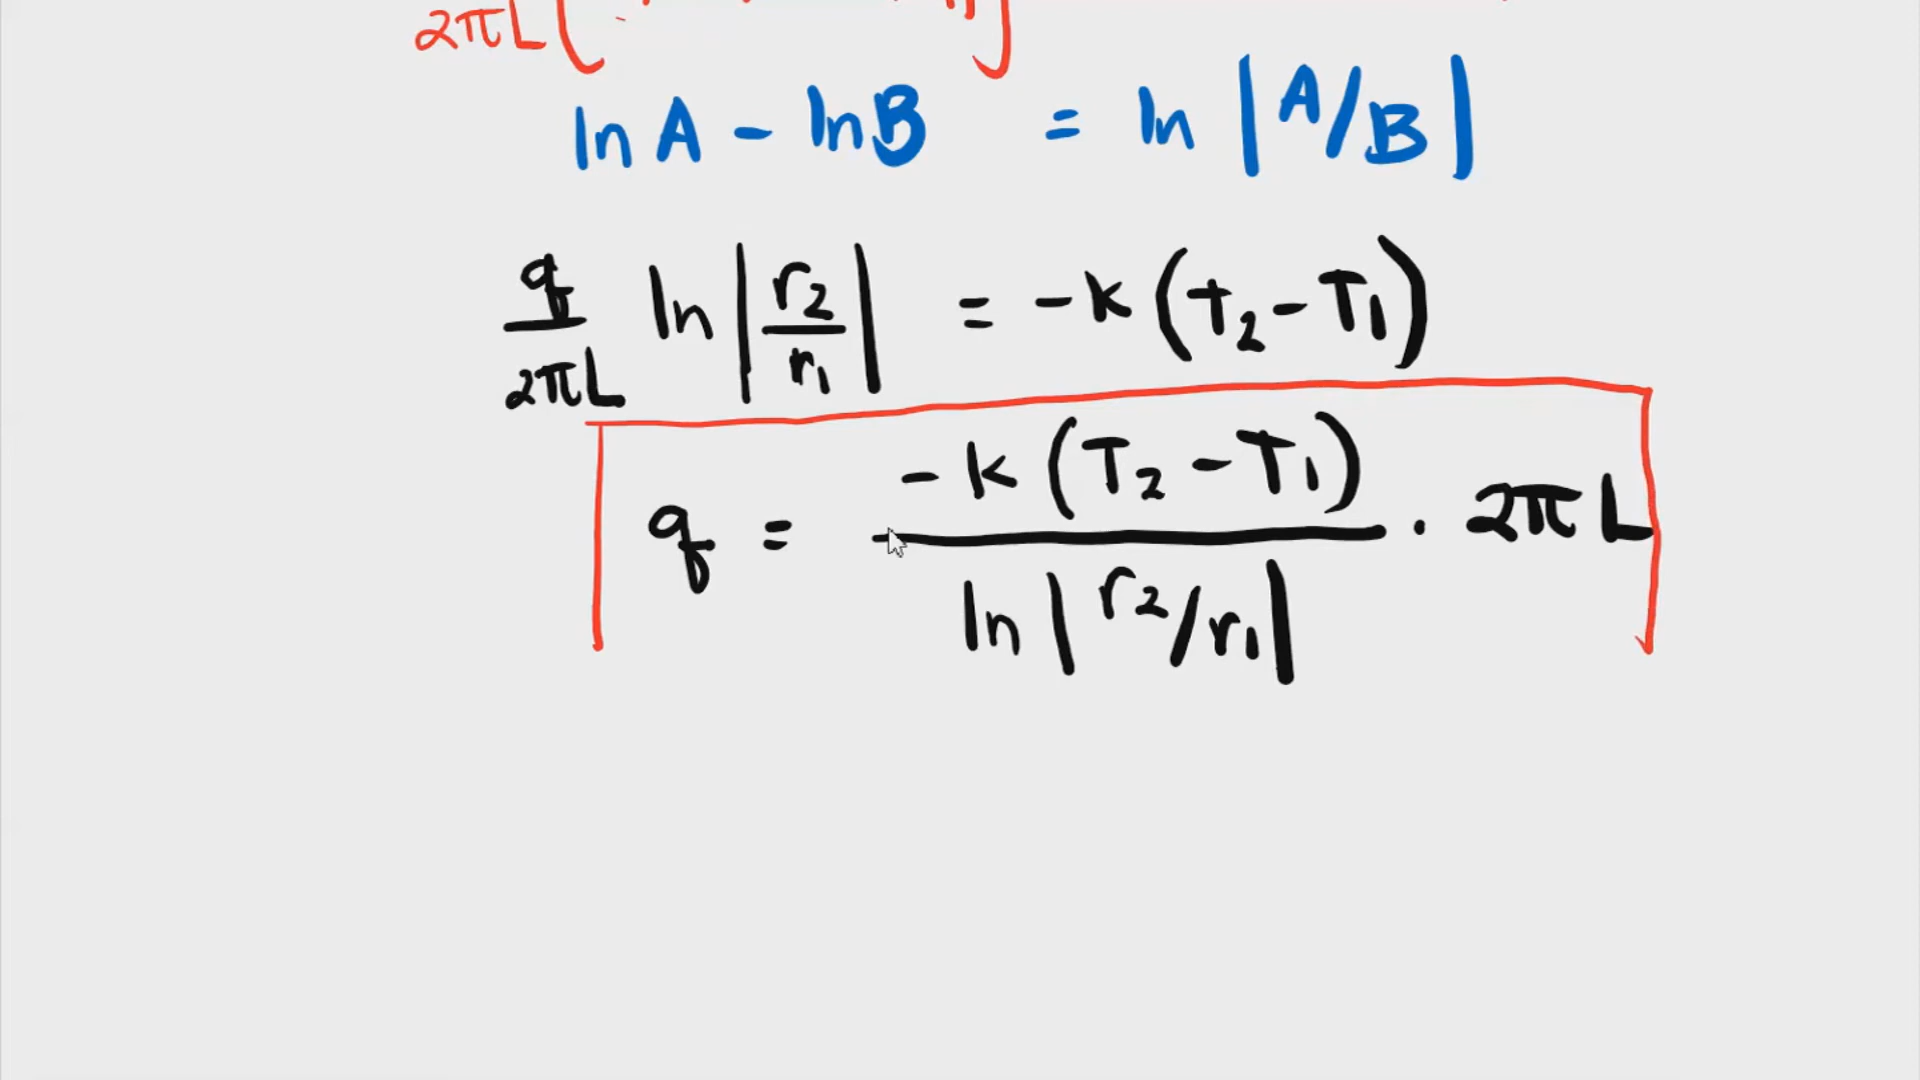 2πL
ln A - ln B = ln |A/B|
q/2πL ln |r₂/r₁| = -k (T₂ - T₁)
q = -k (T₂ - T₁) / ln |r₂/r₁| · 2πL